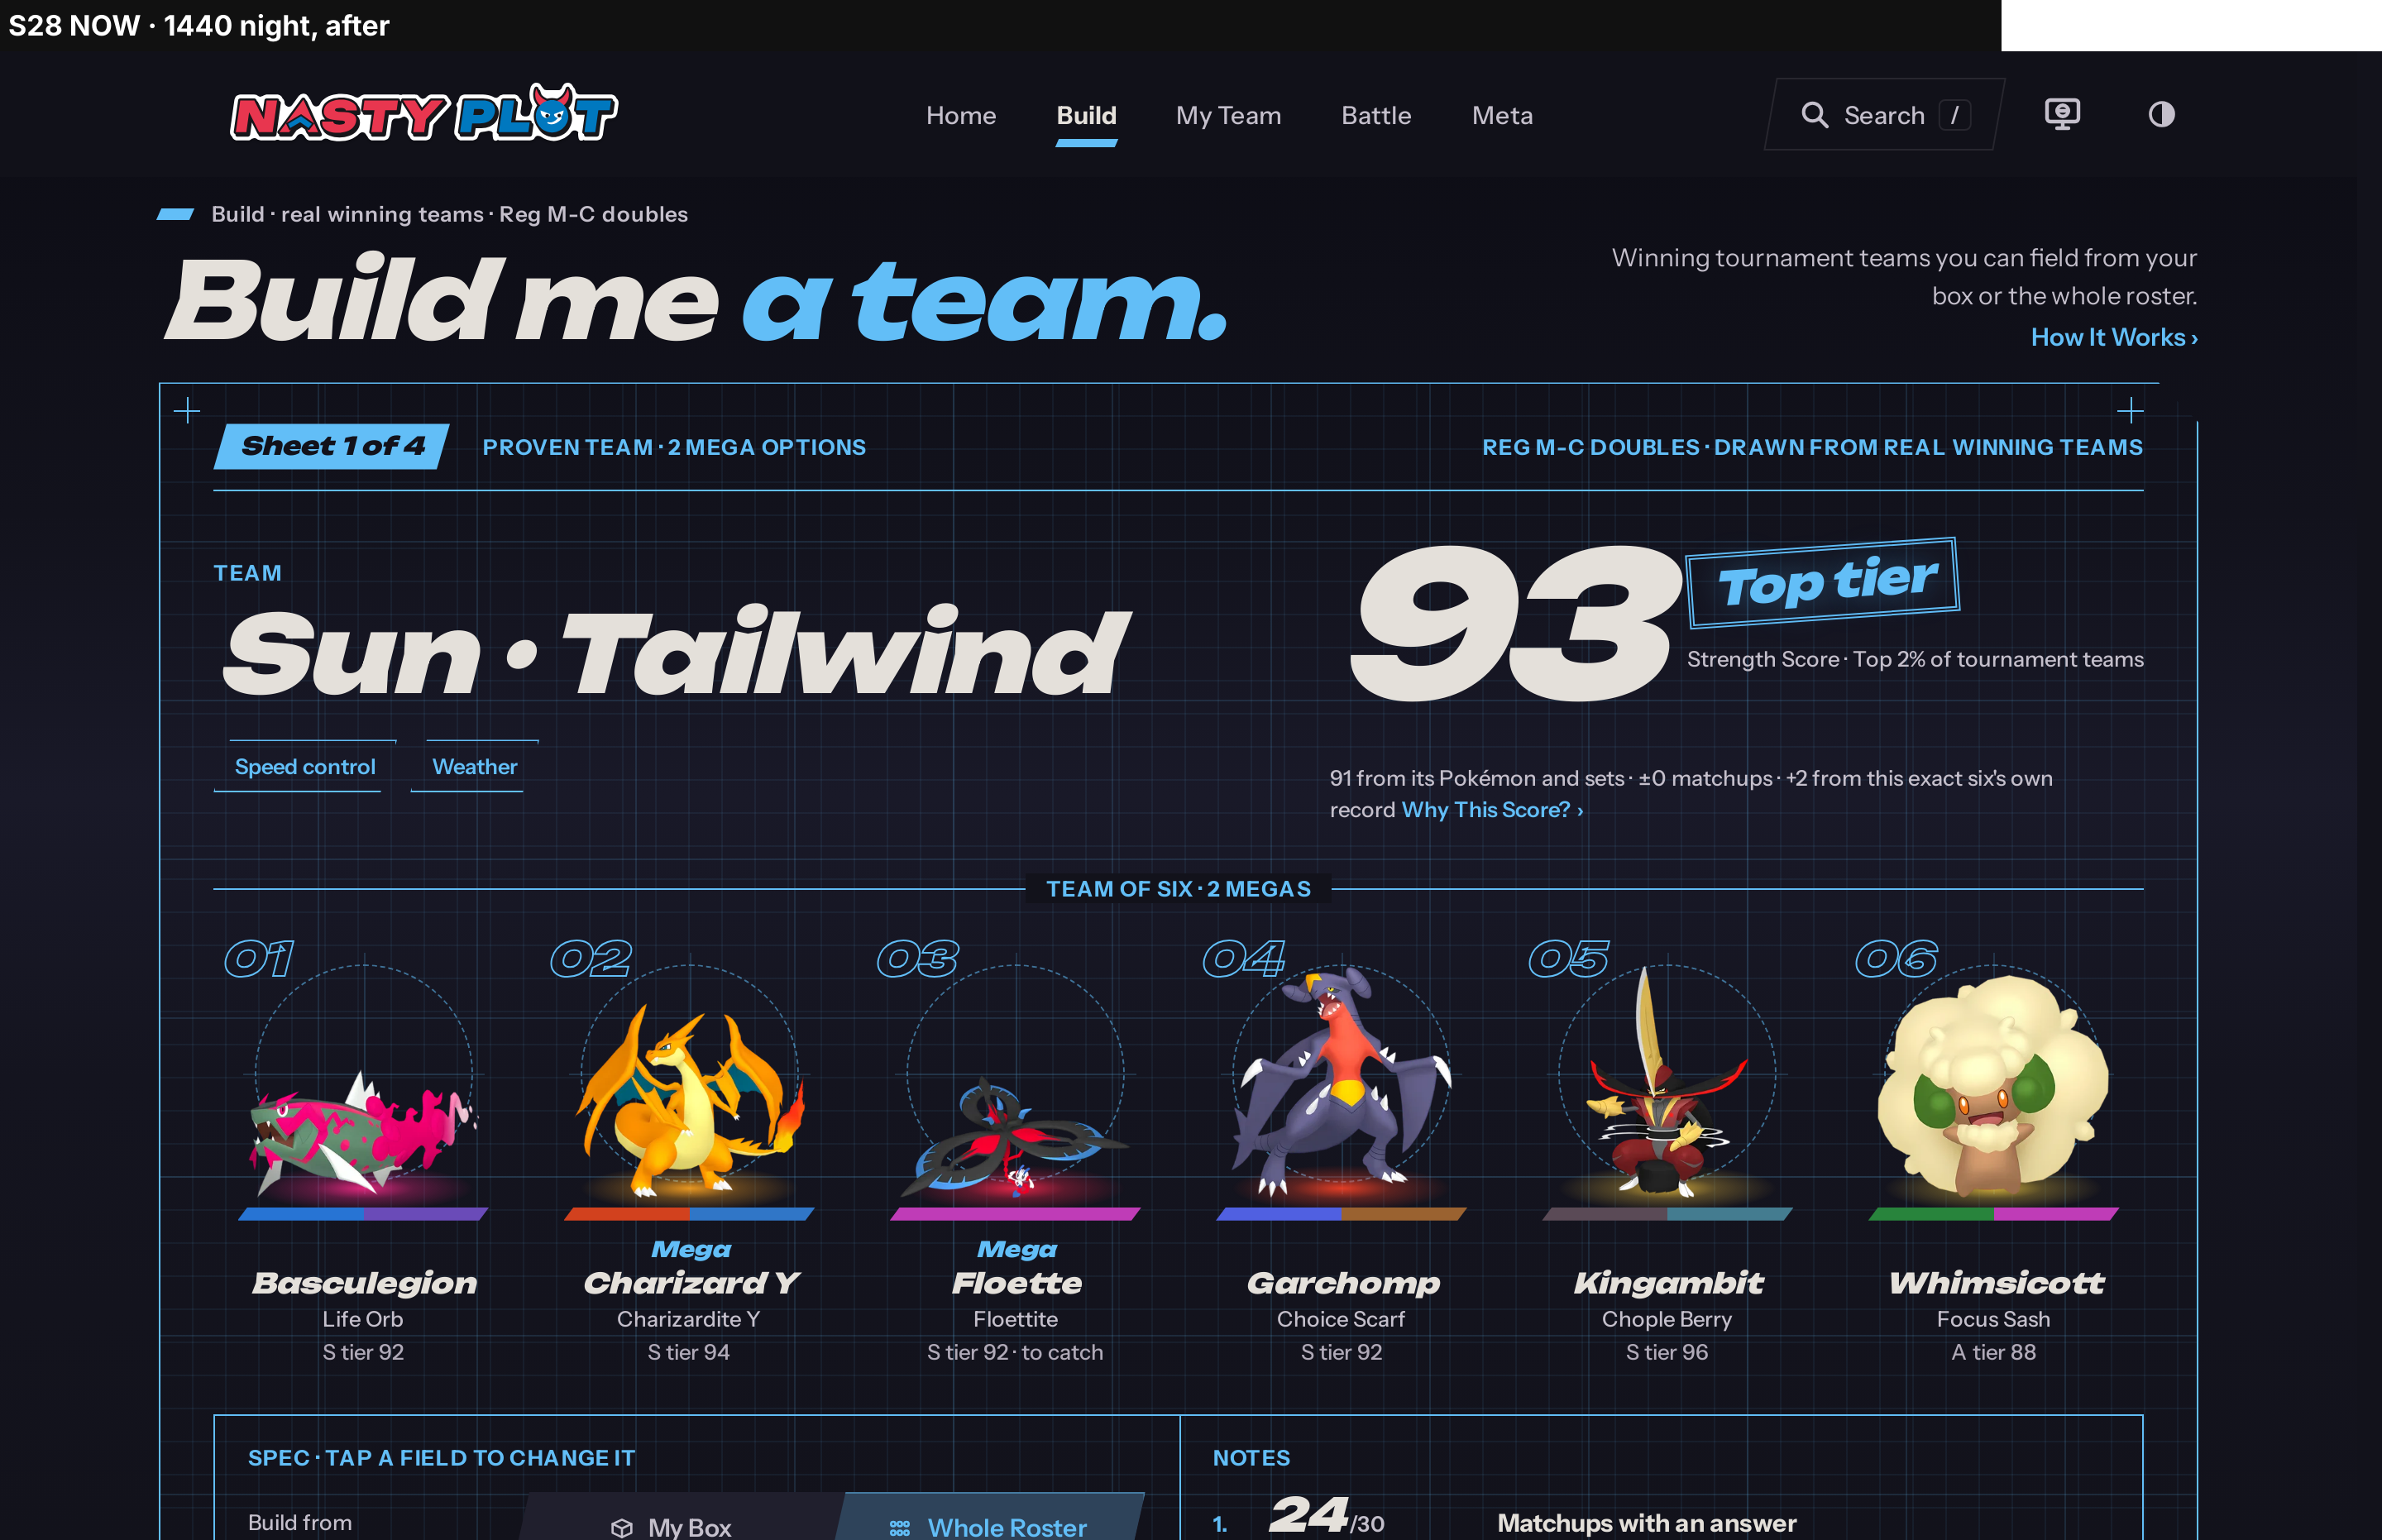 S28 NOW · 1440 night, after
NASTY PLOT
Home
Build
My Team
Battle
Meta
Search /
Build · real winning teams · Reg M-C doubles
Build me a team.
Winning tournament teams you can field from your
box or the whole roster.
How It Works ›
Sheet 1 of 4
PROVEN TEAM · 2 MEGA OPTIONS
REG M-C DOUBLES · DRAWN FROM REAL WINNING TEAMS
TEAM
Sun · Tailwind
93
Top tier
Strength Score · Top 2% of tournament teams
Speed control
Weather
91 from its Pokémon and sets · ±0 matchups · +2 from this exact six's own
record Why This Score? ›
TEAM OF SIX · 2 MEGAS
01
02
03
04
05
06
Basculegion
Life Orb
S tier 92
Mega
Charizard Y
Charizardite Y
S tier 94
Mega
Floette
Floettite
S tier 92 · to catch
Garchomp
Choice Scarf
S tier 92
Kingambit
Chople Berry
S tier 96
Whimsicott
Focus Sash
A tier 88
SPEC · TAP A FIELD TO CHANGE IT
Build from
My Box
Whole Roster
NOTES
1. 24/30 Matchups with an answer